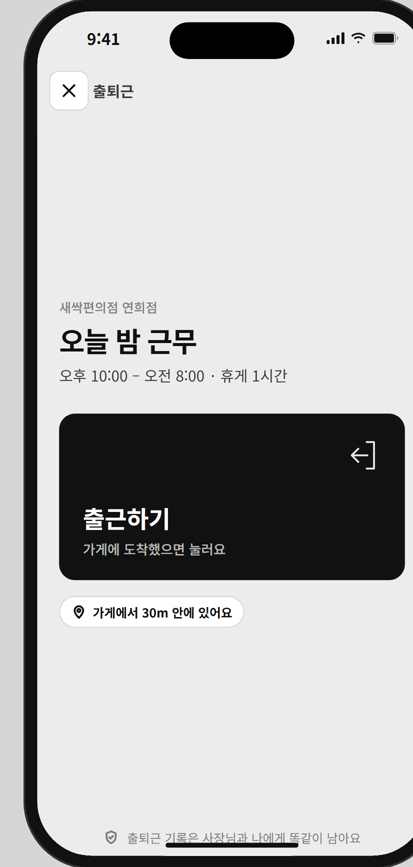 9:41
출퇴근
새싹편의점 연희점
오늘 밤 근무
오후 10:00 – 오전 8:00 · 휴게 1시간
출근하기
가게에 도착했으면 눌러요
가게에서 30m 안에 있어요
출퇴근 기록은 사장님과 나에게 똑같이 남아요